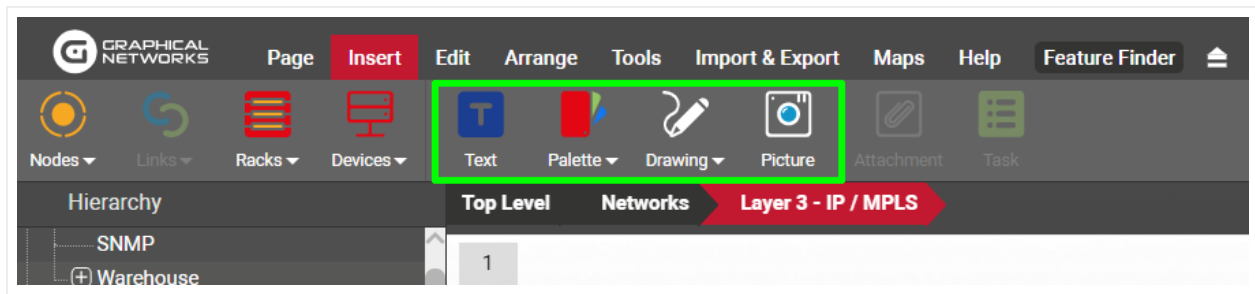 GRAPHICAL
NETWORKS
Page Insert Edit Arrange Tools Import & Export Maps Help Feature Finder
Nodes Links Racks Devices Text Palette Drawing Picture Attachment Task
Hierarchy Top Level Networks Layer 3 - IP / MPLS
SNMP
1
Warehouse